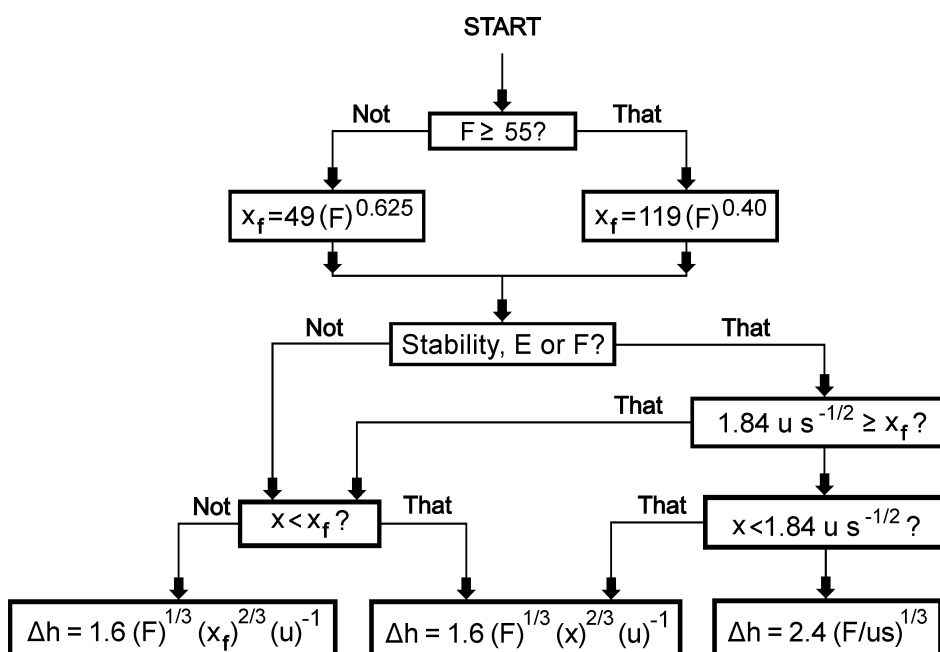 START
Not
That
F ≥ 55?
x_f=49(F)^0.625
x_f=119(F)^0.40
Not
That
Stability, E or F?
That
1.84 u s^-1/2 ≥ x_f ?
Not
That
That
x<x_f ?
x<1.84 u s^-1/2 ?
Δh = 1.6 (F)^1/3 (x_f)^2/3 (u)^-1
Δh = 1.6 (F)^1/3 (x)^2/3 (u)^-1
Δh = 2.4 (F/us)^1/3